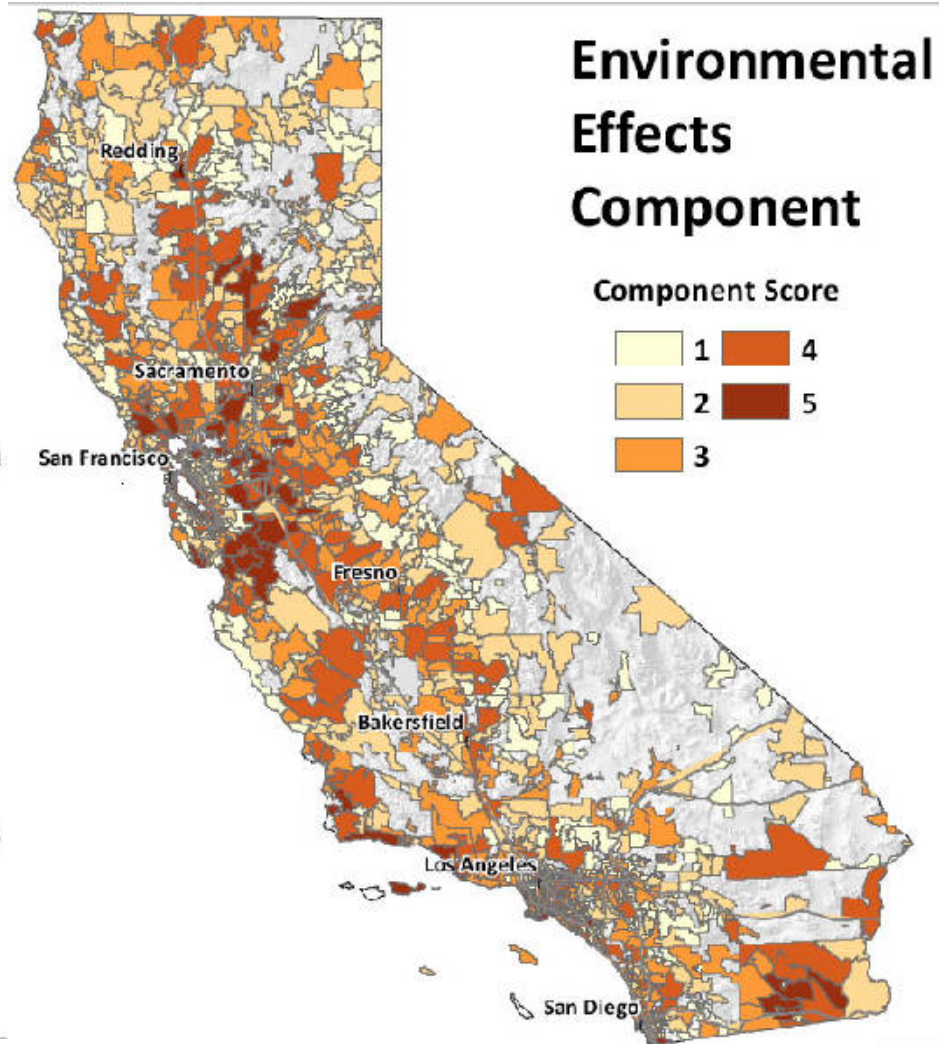 Environmental
Effects
Component
Component Score
1
4
2
5
3
Redding
Sacramento
San Francisco
Fresno
Bakersfield
Los Angeles
San Diego